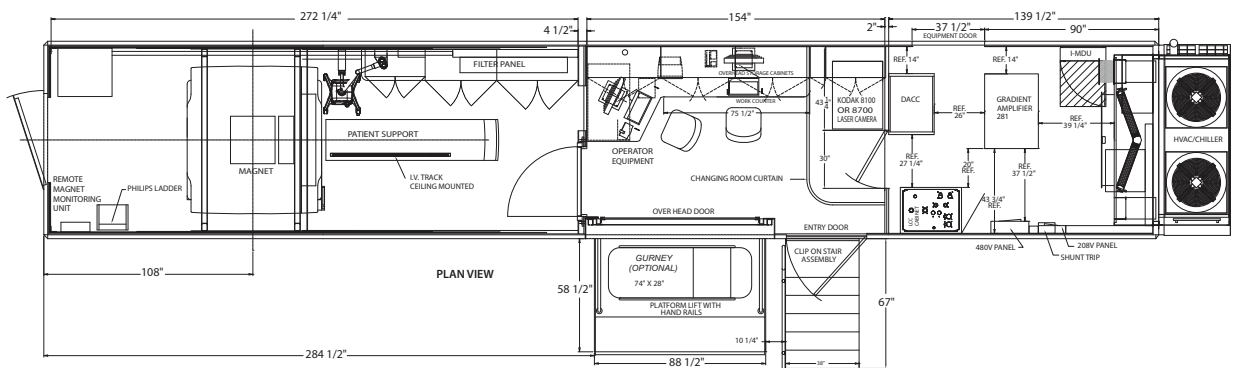 272 1/4"
4 1/2"
154"
2"
139 1/2"
37 1/2"
90"
EQUIPMENT DOOR
FILTER PANEL
REF. 14"
REF. 14"
I-MDU
OVERHEAD STORAGE CABINETS
WORK COUNTER
75 1/2"
43 1/4"
KODAK 8100
OR 8700
LASER CAMERA
DACC
REF.
26"
GRADIENT
AMPLIFIER
281
REF.
39 1/4"
HVAC/CHILLER
PATIENT SUPPORT
OPERATOR
EQUIPMENT
30"
REF.
27 1/4"
20"
REF.
REF.
37 1/2"
MAGNET
I.V. TRACK
CEILING MOUNTED
CHANGING ROOM CURTAIN
REMOTE
MAGNET
MONITORING
UNIT
PHILIPS LADDER
43 3/4"
REF.
LCC
CABINET
OVER HEAD DOOR
ENTRY DOOR
480V PANEL
208V PANEL
SHUNT TRIP
108"
PLAN VIEW
58 1/2"
GURNEY
(OPTIONAL)
74" X 28"
PLATFORM LIFT WITH
HAND RAILS
CLIP ON STAIR
ASSEMBLY
67"
284 1/2"
88 1/2"
10 1/4"
38"